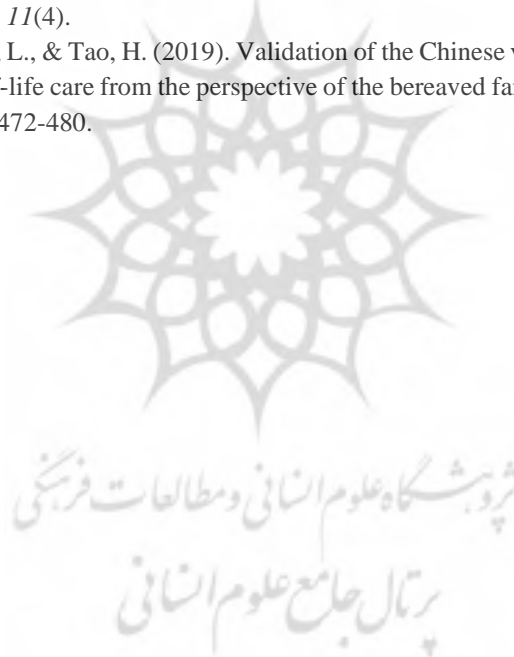 11(4).
L., & Tao, H. (2019). Validation of the Chinese
-life care from the perspective of the bereaved
472-480.
پژوهشگاه علوم انسانی و مطالعات فرهنگی
پرتال جامع علوم انسانی